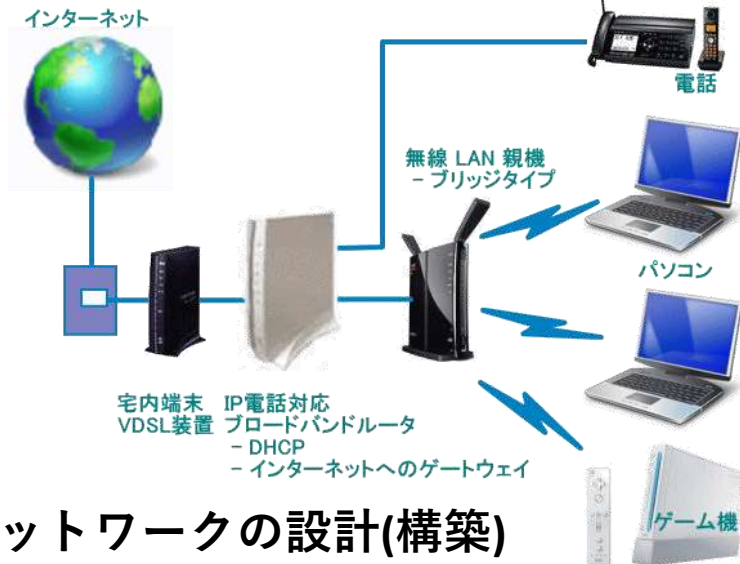 インターネット
電話
無線 LAN 親機
− ブリッジタイプ
パソコン
宅内端末
VDSL装置
IP電話対応
ブロードバンドルータ
− DHCP
− インターネットへのゲートウェイ
ゲーム機
ットワークの設計(構築)